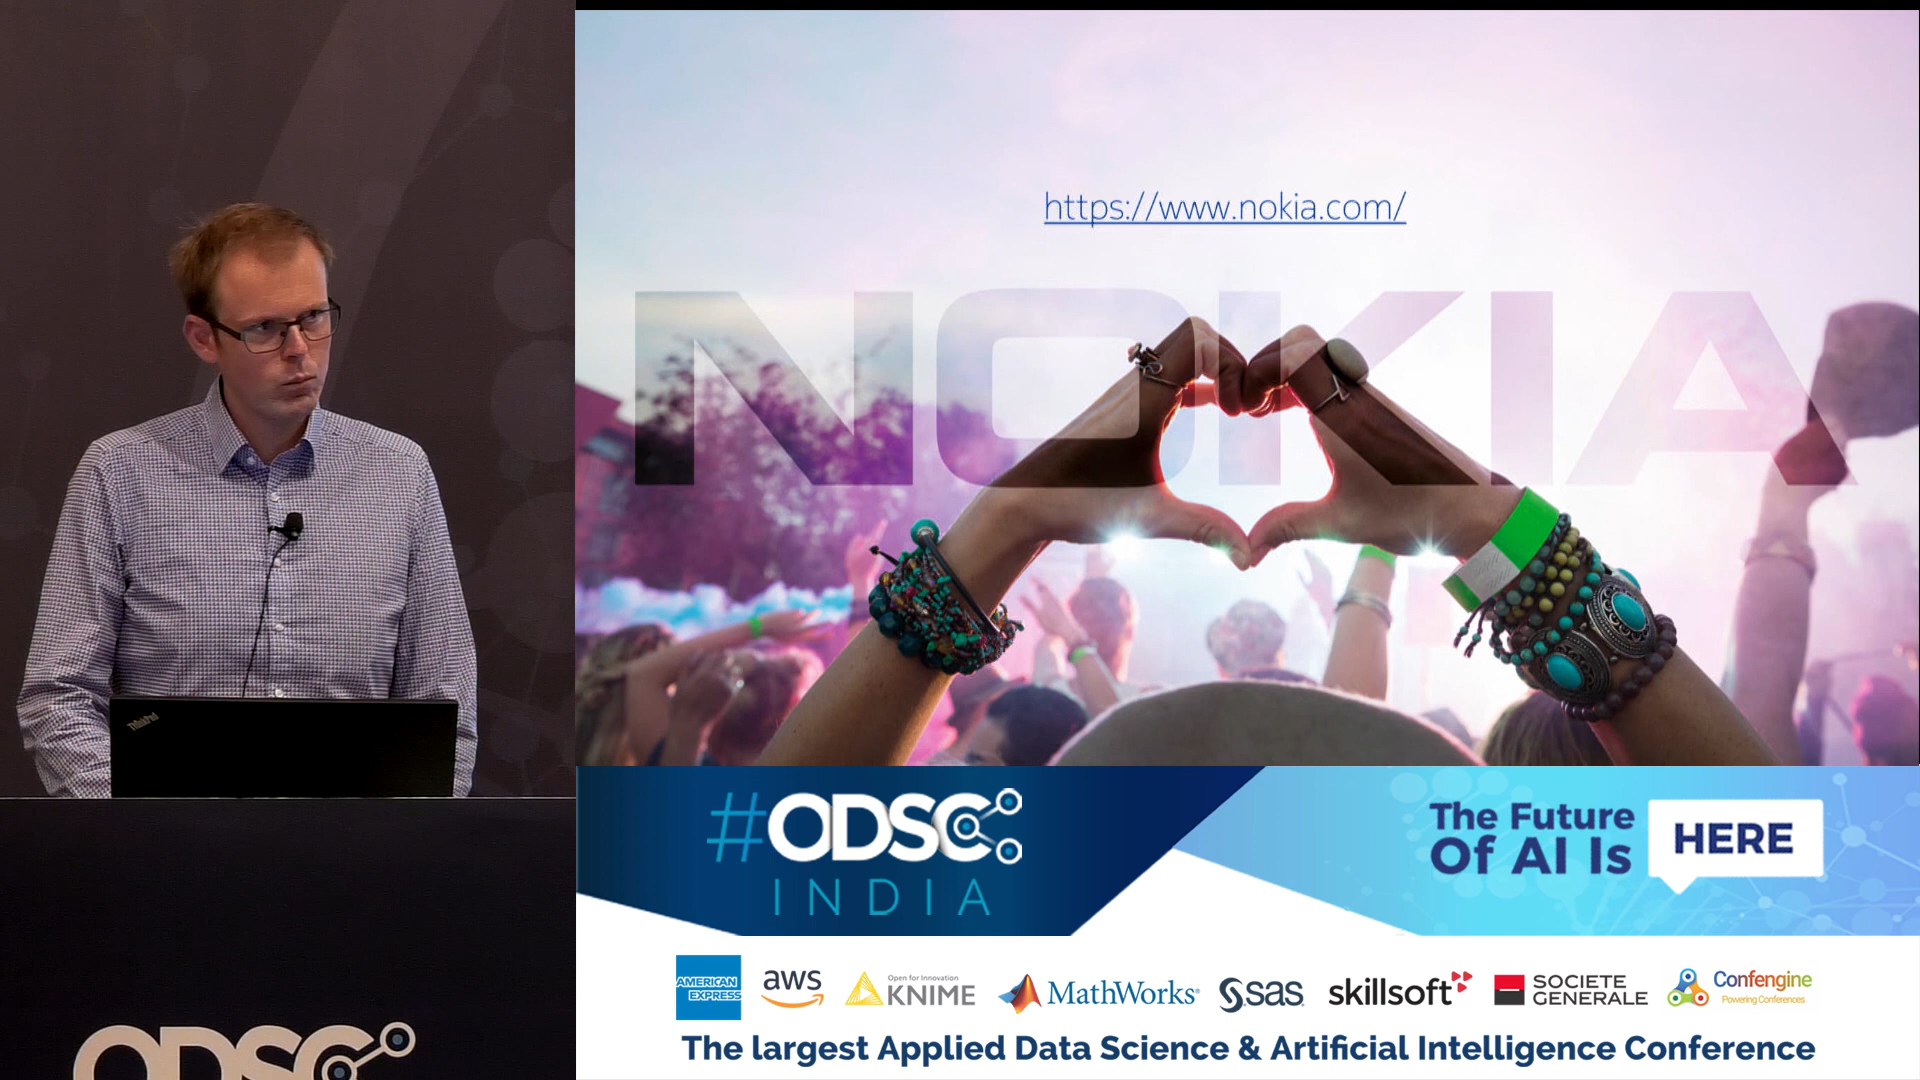 https://www.nokia.com/
NOKIA
ThinkPad
#ODSC
INDIA
The Future
Of AI Is
HERE
AMERICAN
EXPRESS
aws
Open for Innovation
KNIME
MathWorks®
sas
skillsoft
SOCIETE
GENERALE
Confengine
Powering Conferences
The largest Applied Data Science & Artificial Intelligence Conference
ODSC